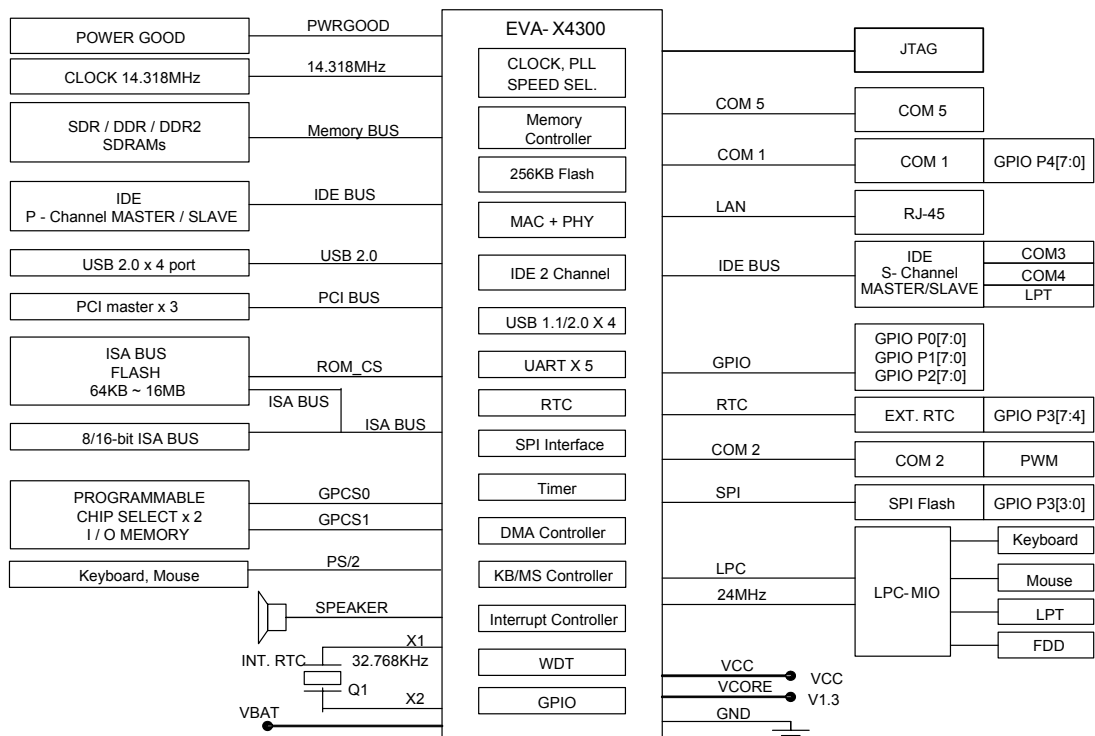 POWER GOOD
PWRGOOD
CLOCK 14.318MHz
14.318MHz
SDR / DDR / DDR2
SDRAMs
Memory BUS
IDE
P - Channel MASTER / SLAVE
IDE BUS
USB 2.0 x 4 port
USB 2.0
PCI master x 3
PCI BUS
ISA BUS
FLASH
64KB ~ 16MB
ROM_CS
ISA BUS
ISA BUS
8/16-bit ISA BUS
PROGRAMMABLE
CHIP SELECT x 2
I / O MEMORY
GPCS0
GPCS1
Keyboard, Mouse
PS/2
SPEAKER
X1
INT. RTC
32.768KHz
Q1
X2
VBAT
EVA- X4300
CLOCK, PLL
SPEED SEL.
Memory
Controller
256KB Flash
MAC + PHY
IDE 2 Channel
USB 1.1/2.0 X 4
UART X 5
RTC
SPI Interface
Timer
DMA Controller
KB/MS Controller
Interrupt Controller
WDT
GPIO
JTAG
COM 5
COM 5
COM 1
COM 1
GPIO P4[7:0]
LAN
RJ-45
IDE BUS
IDE
S- Channel
MASTER/SLAVE
COM3
COM4
LPT
GPIO
GPIO P0[7:0]
GPIO P1[7:0]
GPIO P2[7:0]
RTC
EXT. RTC
GPIO P3[7:4]
COM 2
COM 2
PWM
SPI
SPI Flash
GPIO P3[3:0]
LPC
24MHz
LPC- MIO
Keyboard
Mouse
LPT
FDD
VCC
VCC
VCORE
V1.3
GND